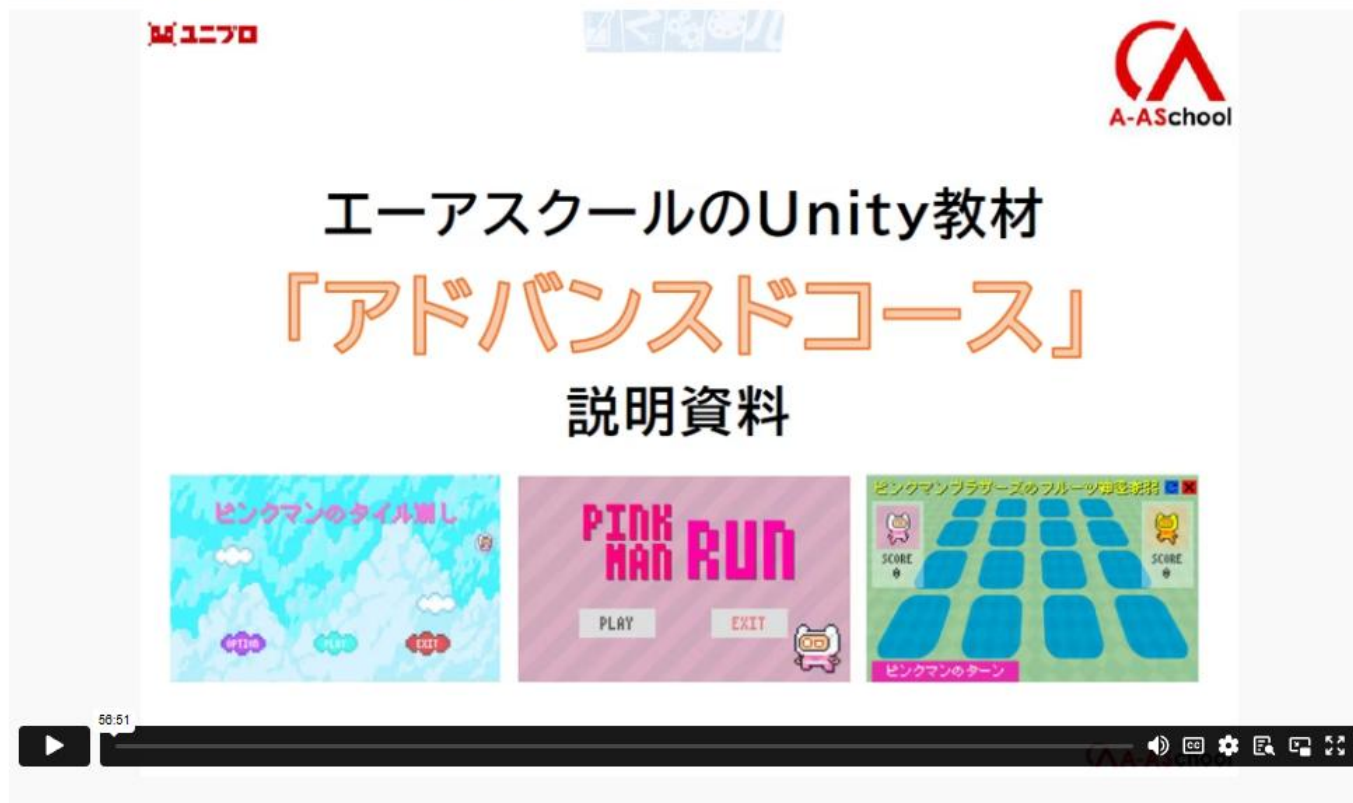 ユニプロ
A-ASchool
エーアスクールのUnity教材
「アドバンスドコース」
説明資料
ピンクマンのタイル崩し
OPTION
PLAY
EXIT
PINK MAN RUN
PLAY
EXIT
ピンクマンブラザーズのフルーツ神経衰弱
SCORE
0
SCORE
0
ピンクマンのターン
56:51
CC
A-ASchool